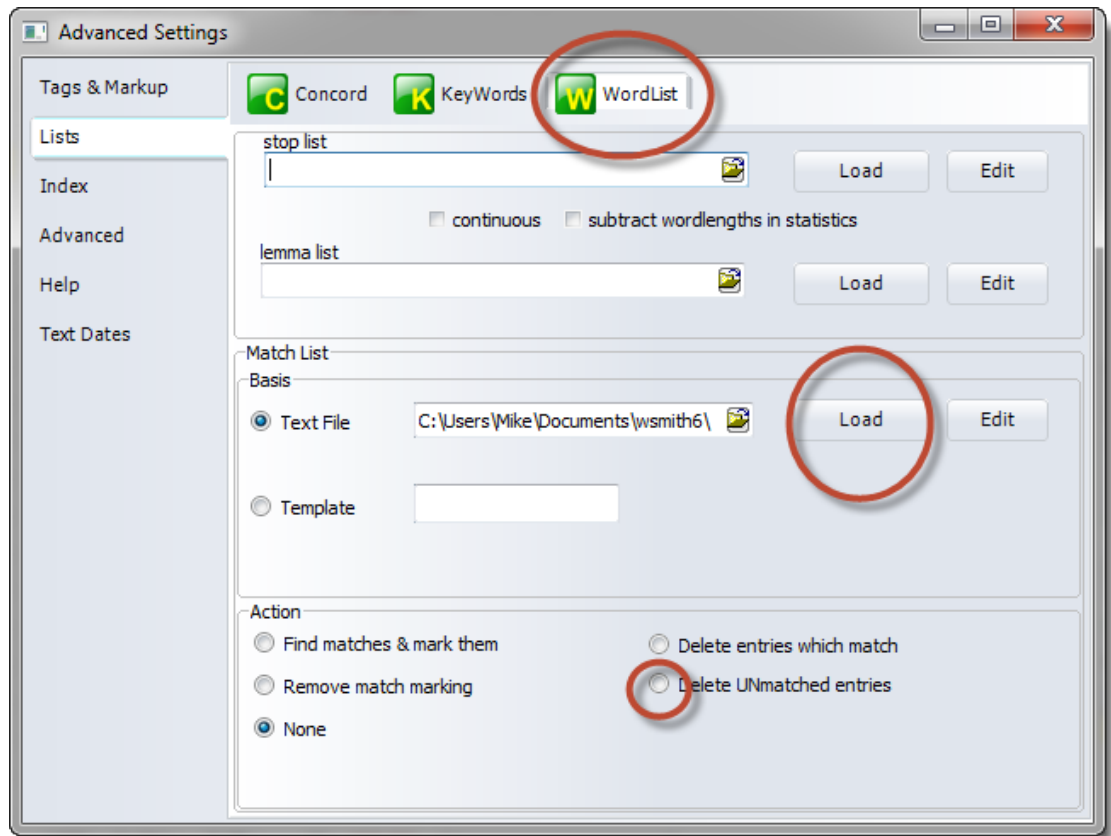 Advanced Settings
Tags & Markup
Lists
Index
Advanced
Help
Text Dates
C Concord K KeyWords W WordList
stop list
Load Edit
continuous subtract wordlengths in statistics
lemma list
Load Edit
Match List
Basis
Text File C:\Users\Mike\Documents\wsmith6\ Load Edit
Template
Action
Find matches & mark them Delete entries which match
Remove match marking Delete UNmatched entries
None